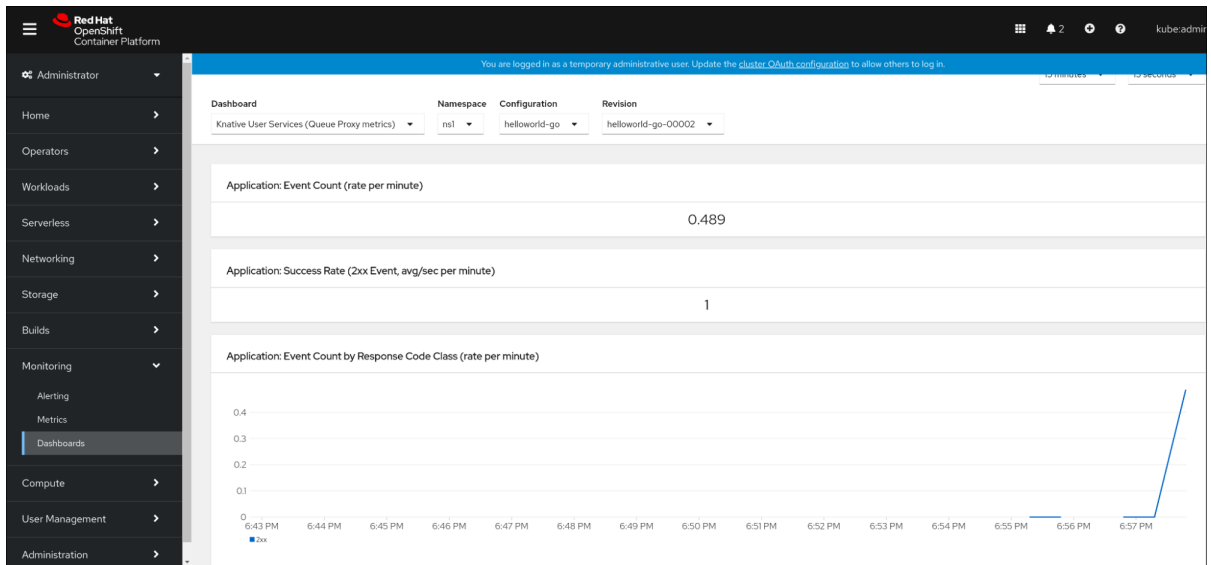 Red Hat
OpenShift
Container Platform
2
kube:admin
You are logged in as a temporary administrative user. Update the cluster OAuth configuration to allow others to log in.
Administrator
Home
Operators
Workloads
Serverless
Networking
Storage
Builds
Monitoring
Alerting
Metrics
Dashboards
Compute
User Management
Administration
15 minutes
15 seconds
Dashboard
Namespace
Configuration
Revision
Knative User Services (Queue Proxy metrics)
ns1
helloworld-go
helloworld-go-00002
Application: Event Count (rate per minute)
0.489
Application: Success Rate (2xx Event, avg/sec per minute)
1
Application: Event Count by Response Code Class (rate per minute)
0.4
0.3
0.2
0.1
0
6:43 PM 6:44 PM 6:45 PM 6:46 PM 6:47 PM 6:48 PM 6:49 PM 6:50 PM 6:51 PM 6:52 PM 6:53 PM 6:54 PM 6:55 PM 6:56 PM 6:57 PM
2xx